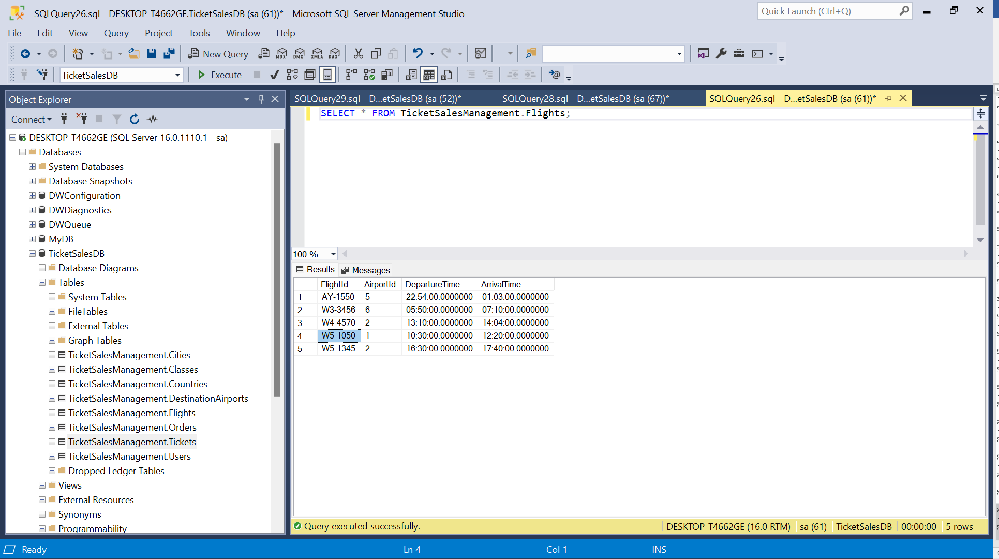 SQLQuery26.sql - DESKTOP-T4662GE.TicketSalesDB (sa (61))* - Microsoft SQL Server Management Studio
Quick Launch (Ctrl+Q)
File Edit View Query Project Tools Window Help
New Query MDX DMX XMLA DAX
TicketSalesDB Execute
Object Explorer
Connect
DESKTOP-T4662GE (SQL Server 16.0.1110.1 - sa)
Databases
System Databases
Database Snapshots
DWConfiguration
DWDiagnostics
DWQueue
MyDB
TicketSalesDB
Database Diagrams
Tables
System Tables
FileTables
External Tables
Graph Tables
TicketSalesManagement.Cities
TicketSalesManagement.Classes
TicketSalesManagement.Countries
TicketSalesManagement.DestinationAirports
TicketSalesManagement.Flights
TicketSalesManagement.Orders
TicketSalesManagement.Tickets
TicketSalesManagement.Users
Dropped Ledger Tables
Views
External Resources
Synonyms
Programmability
SQLQuery29.sql - D...etSalesDB (sa (52))* SQLQuery28.sql - D...etSalesDB (sa (67))* SQLQuery26.sql - D...etSalesDB (sa (61))*
SELECT * FROM TicketSalesManagement.Flights;
100 %
Results Messages
FlightId AirportId DepartureTime ArrivalTime
1 AY-1550 5 22:54:00.0000000 01:03:00.0000000
2 W3-3456 6 05:50:00.0000000 07:10:00.0000000
3 W4-4570 2 13:10:00.0000000 14:04:00.0000000
4 W5-1050 1 10:30:00.0000000 12:20:00.0000000
5 W5-1345 2 16:30:00.0000000 17:40:00.0000000
Query executed successfully. DESKTOP-T4662GE (16.0 RTM) sa (61) TicketSalesDB 00:00:00 5 rows
Ready Ln 4 Col 1 INS